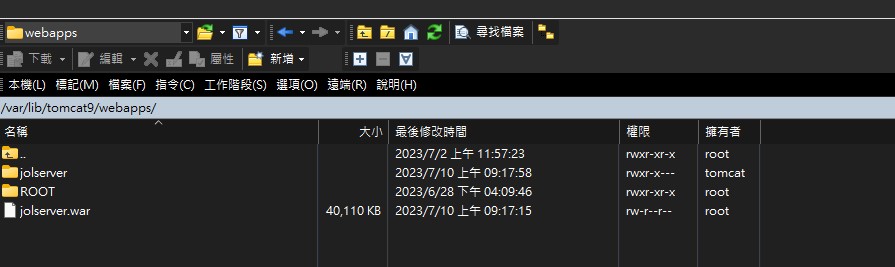 webapps 尋找檔案
下載 編輯 屬性 新增
本機(L) 標記(M) 檔案(F) 指令(C) 工作階段(S) 選項(O) 遠端(R) 說明(H)
/var/lib/tomcat9/webapps/
名稱 大小 最後修改時間 權限 擁有者
.. 2023/7/2 上午 11:57:23 rwxr-xr-x root
jolserver 2023/7/10 上午 09:17:58 rwxr-x--- tomcat
ROOT 2023/6/28 下午 04:09:46 rwxr-xr-x root
jolserver.war 40,110 KB 2023/7/10 上午 09:17:15 rw-r--r-- root